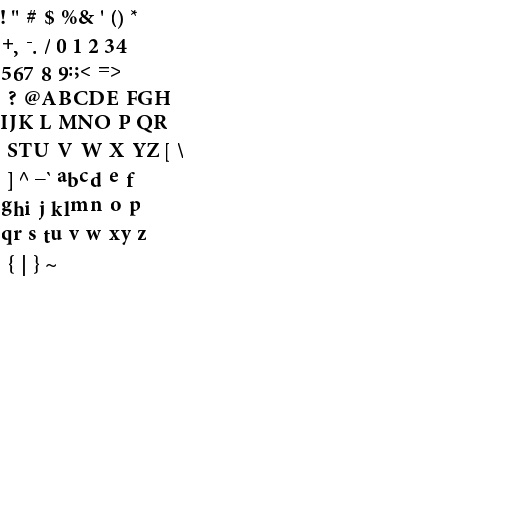 ! " # $ %& ' () *
+, -. / 0 1 2 34
567 8 9:;< =>
? @ABCDE FGH
IJK L MNO P QR
STU V W X YZ [ \
] ^ _` abcd e f
ghi j klmn o p
qr s tu v w xy z
{ | } ~